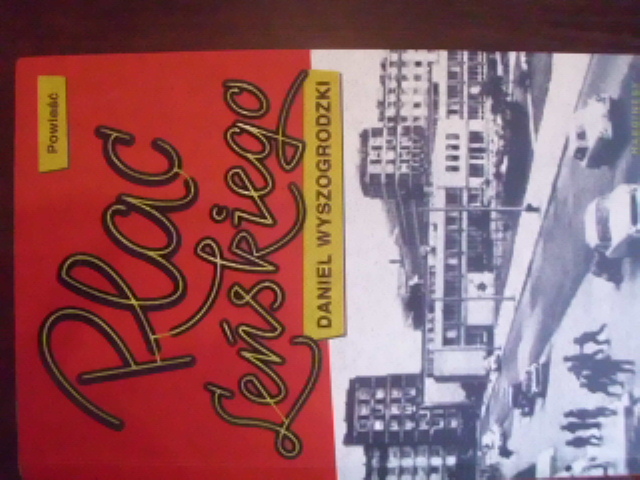 Powieść
Plac
Leńskiego
DANIEL WYSZOGRODZKI